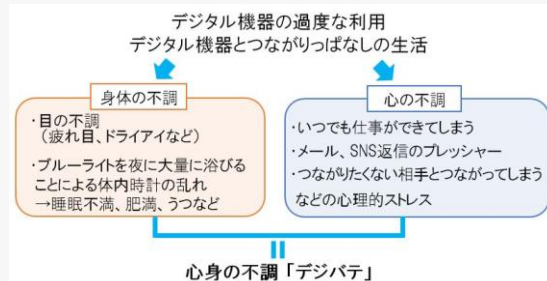 デジタル機器の過度な利用
デジタル機器とつながりっぱなしの生活
身体の不調
・目の不調
（疲れ目、ドライアイなど）
・ブルーライトを夜に大量に浴びる
ことによる体内時計の乱れ
→睡眠不満、肥満、うつなど
心の不調
・いつでも仕事ができてしまう
・メール、SNS返信のプレッシャー
・つながりたくない相手とつながってしまう
などの心理的ストレス
心身の不調「デジバテ」